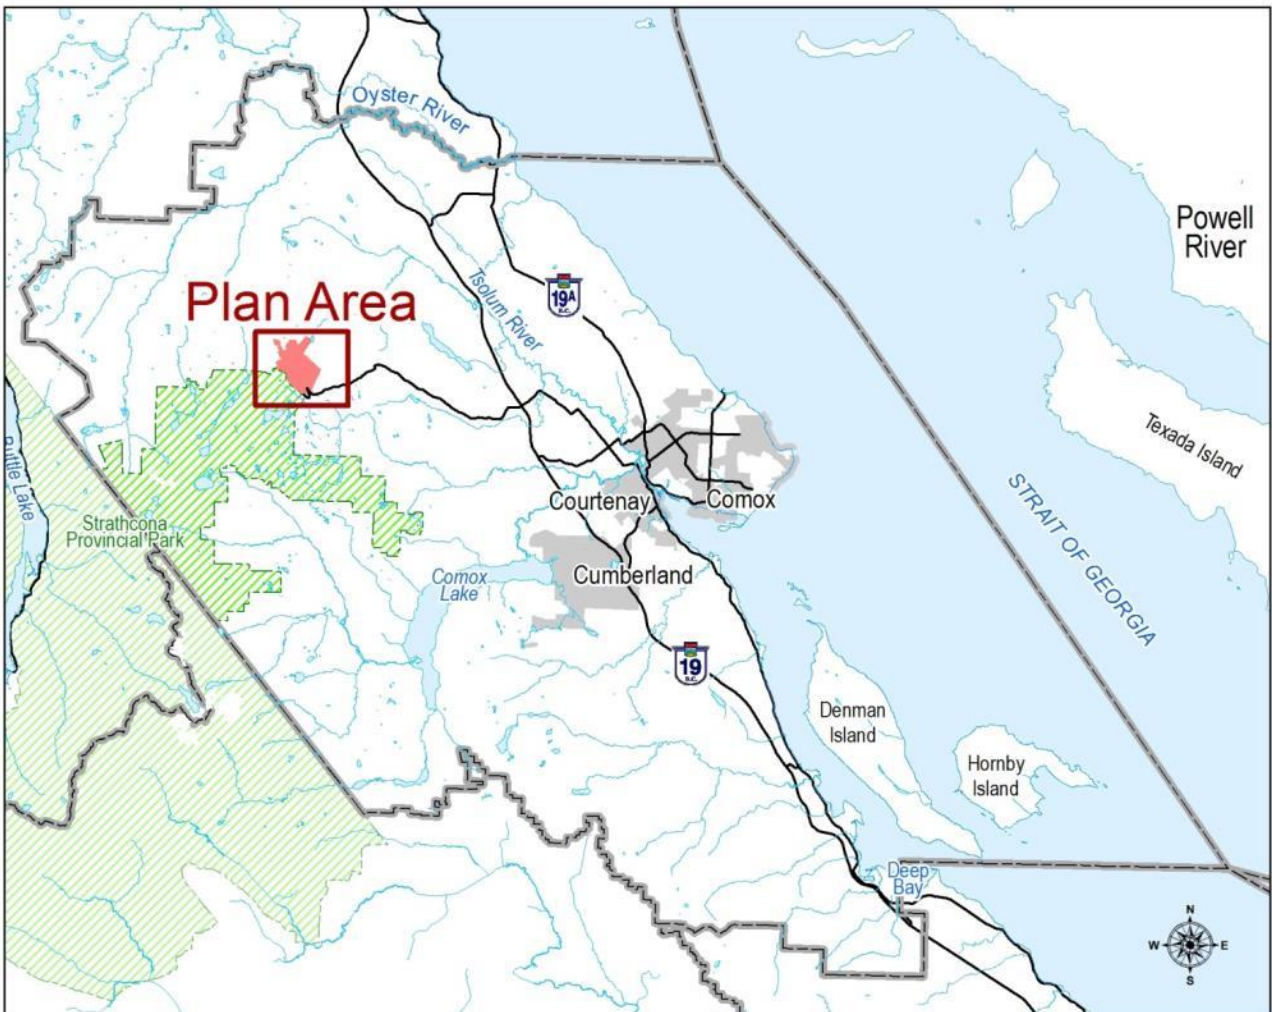 Oyster River
Powell
River
Plan Area
Tsolum River
19A
B.C.
Texada Island
Buttle Lake
Courtenay
Comox
STRAIT OF GEORGIA
Strathcona
Provincial Park
Comox
Lake
Cumberland
19
B.C.
Denman
Island
Hornby
Island
Deep
Bay
N
W
E
S